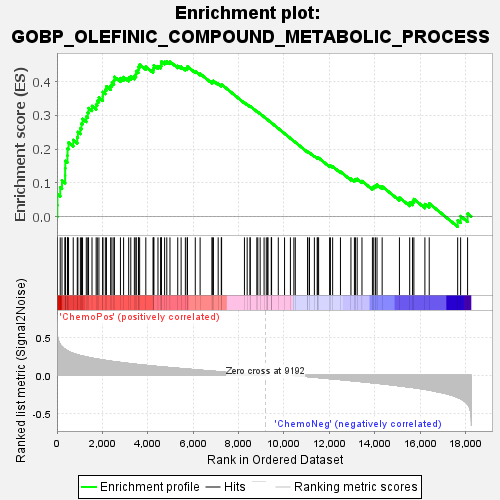 Enrichment plot:
GOBP_OLEFINIC_COMPOUND_METABOLIC_PROCESS
Enrichment score (ES)
0.4
0.3
0.2
0.1
0.0
'ChemoPos' (positively correlated)
Ranked list metric (Signal2Noise)
0.5
0.0
-0.5
Zero cross at 9192
'ChemoNeg' (negatively correlated)
0
2,000
4,000
6,000
8,000
10,000
12,000
14,000
16,000
18,000
Rank in Ordered Dataset
Enrichment profile
Hits
Ranking metric scores